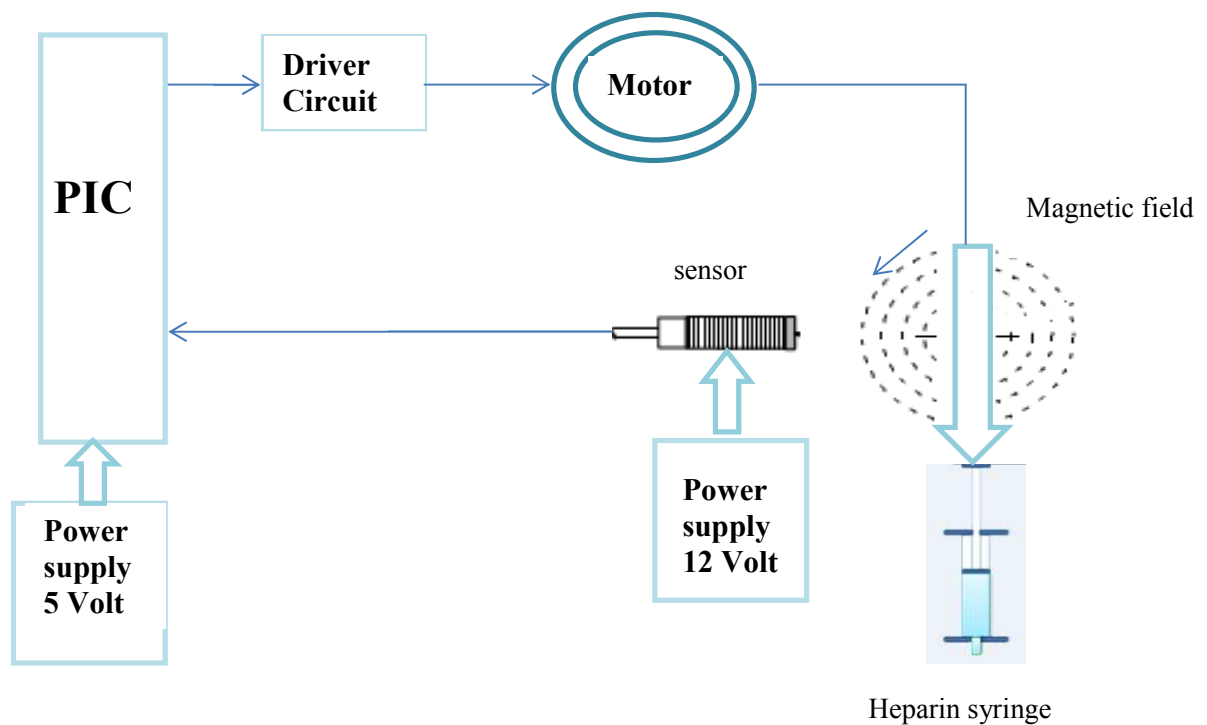 Driver
Circuit
Motor
PIC
Magnetic field
sensor
Power
supply
12 Volt
Power
supply
5 Volt
Heparin syringe